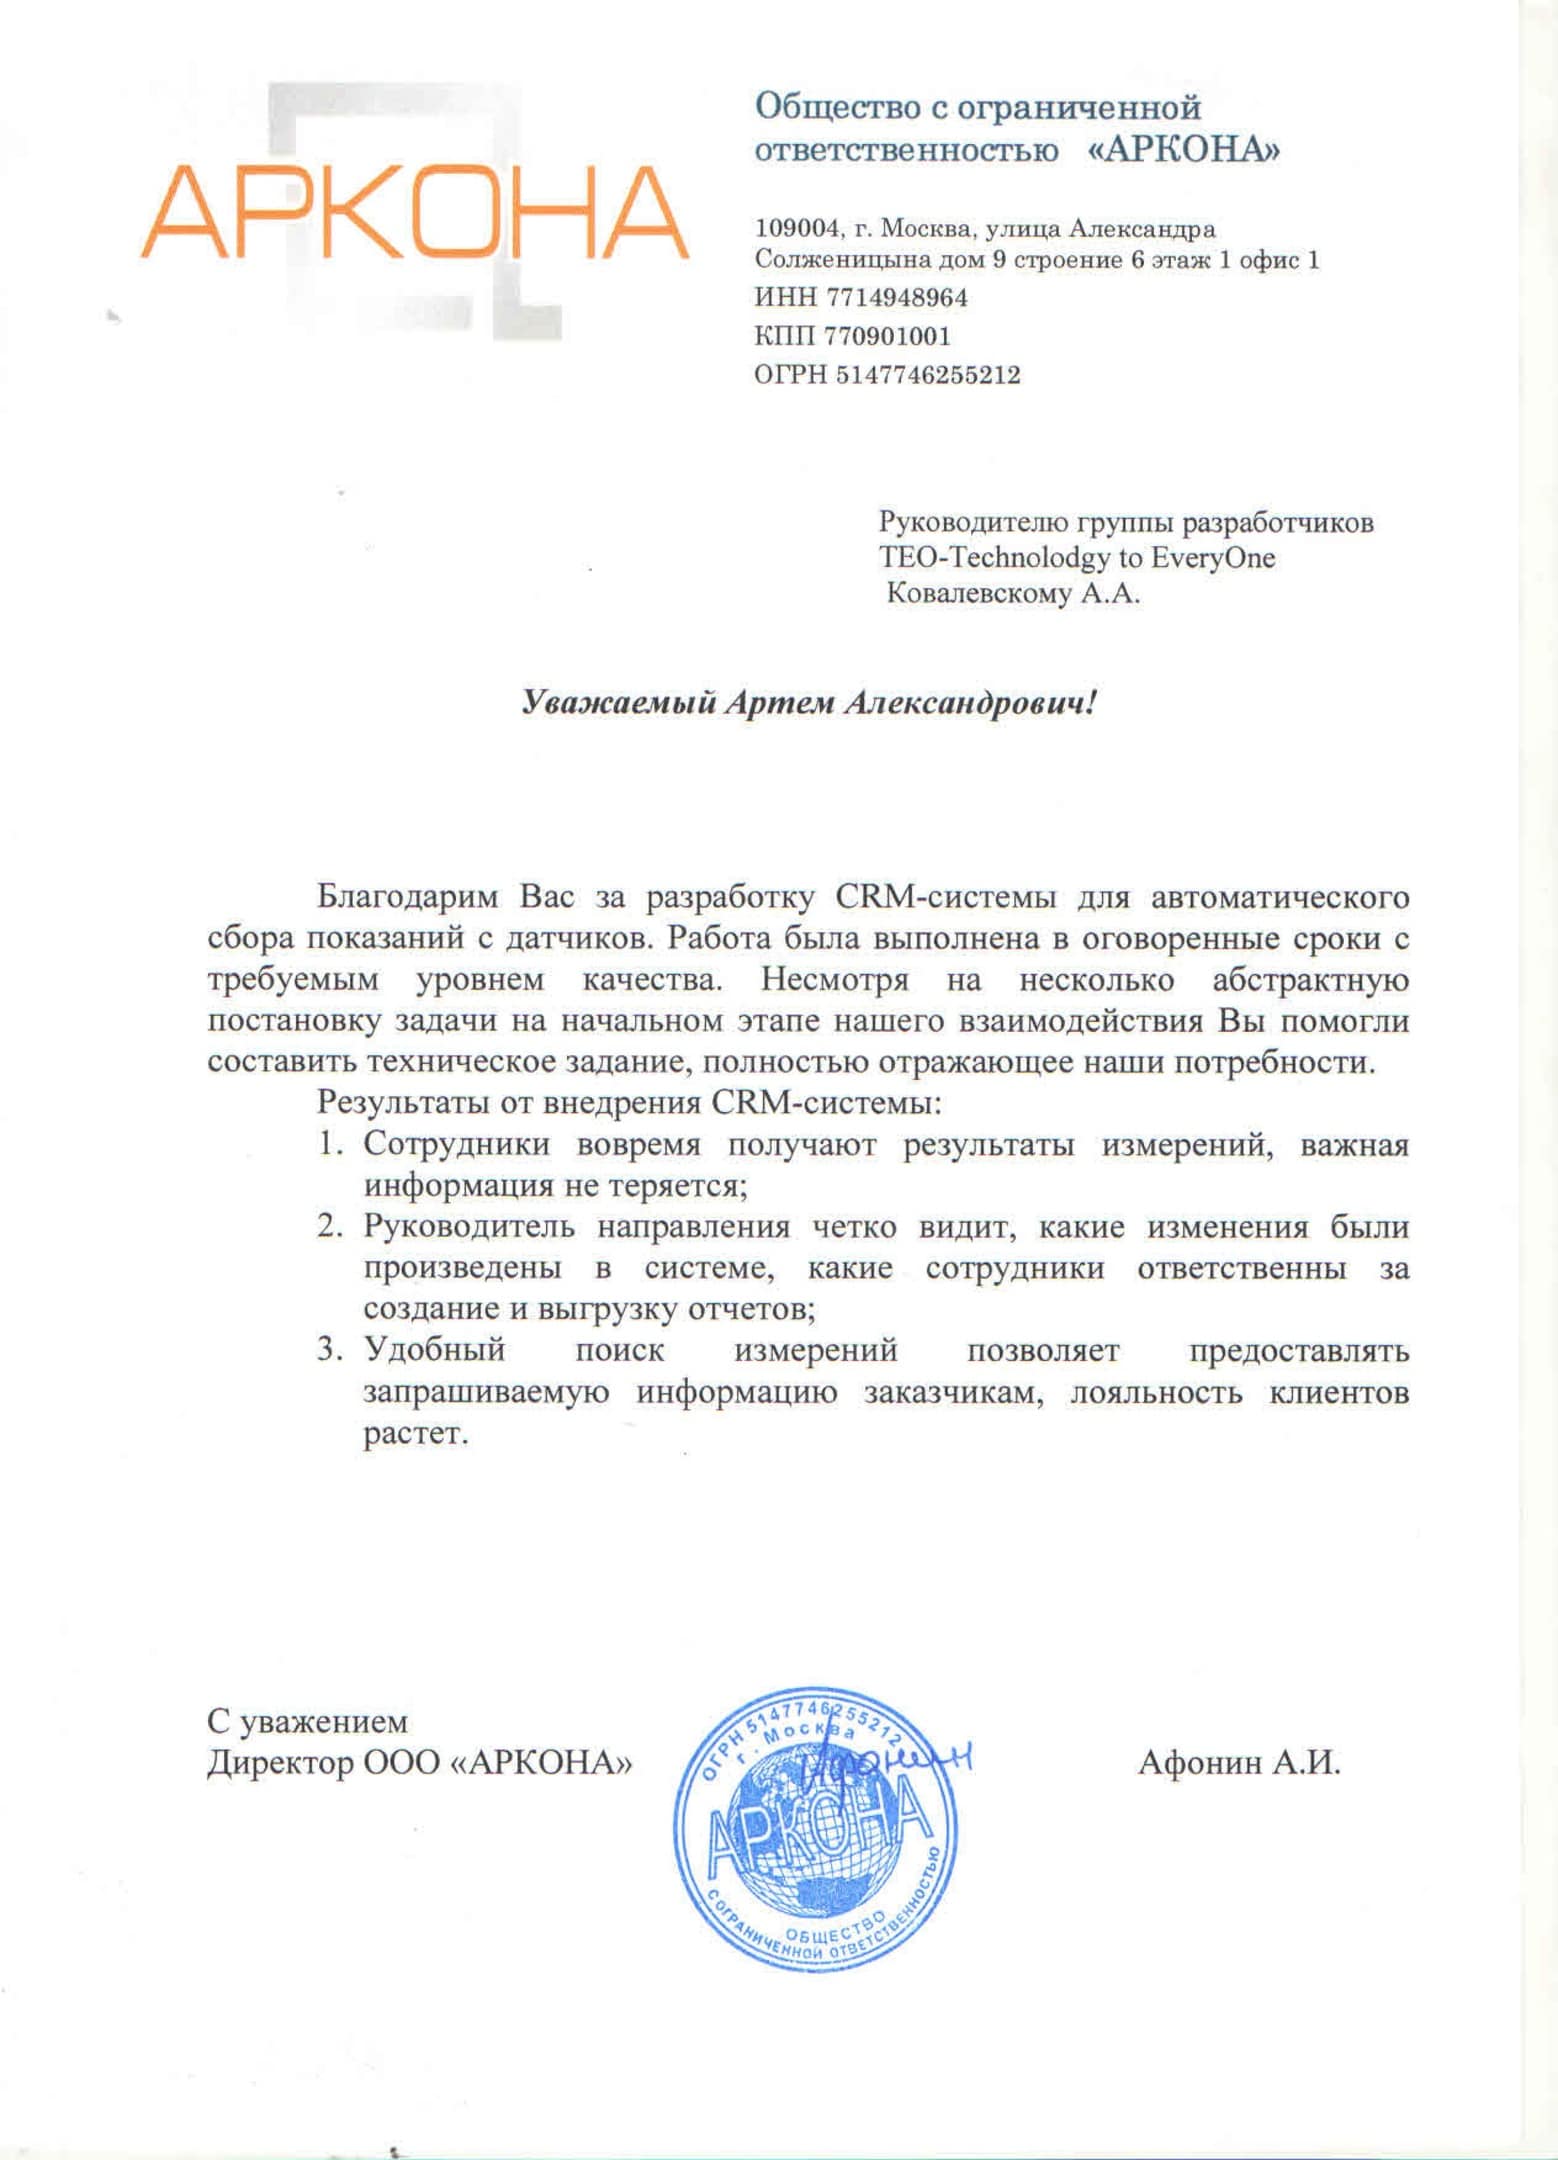 АРКОНА
Общество с ограниченной
ответственностью «АРКОНА»
109004, г. Москва, улица Александра
Солженицына дом 9 строение 6 этаж 1 офис 1
ИНН 7714948964
КПП 770901001
ОГРН 5147746255212
Руководителю группы разработчиков
TEO-Technolodgy to EveryOne
Ковалевскому А.А.
Уважаемый Артем Александрович!
Благодарим Вас за разработку CRM-системы для автоматического
сбора показаний с датчиков. Работа была выполнена в оговоренные сроки с
требуемым уровнем качества. Несмотря на несколько абстрактную
постановку задачи на начальном этапе нашего взаимодействия Вы помогли
составить техническое задание, полностью отражающее наши потребности.
Результаты от внедрения CRM-системы:
1. Сотрудники вовремя получают результаты измерений, важная
информация не теряется;
2. Руководитель направления четко видит, какие изменения были
произведены в системе, какие сотрудники ответственны за
создание и выгрузку отчетов;
3. Удобный поиск измерений позволяет предоставлять
запрашиваемую информацию заказчикам, лояльность клиентов
растет.
С уважением
Директор ООО «АРКОНА»
Афонин А.И.
ОГРН 5147746255212
г. Москва
Афонин
АРКОНА
ОБЩЕСТВО
С ОГРАНИЧЕННОЙ ОТВЕТСТВЕННОСТЬЮ